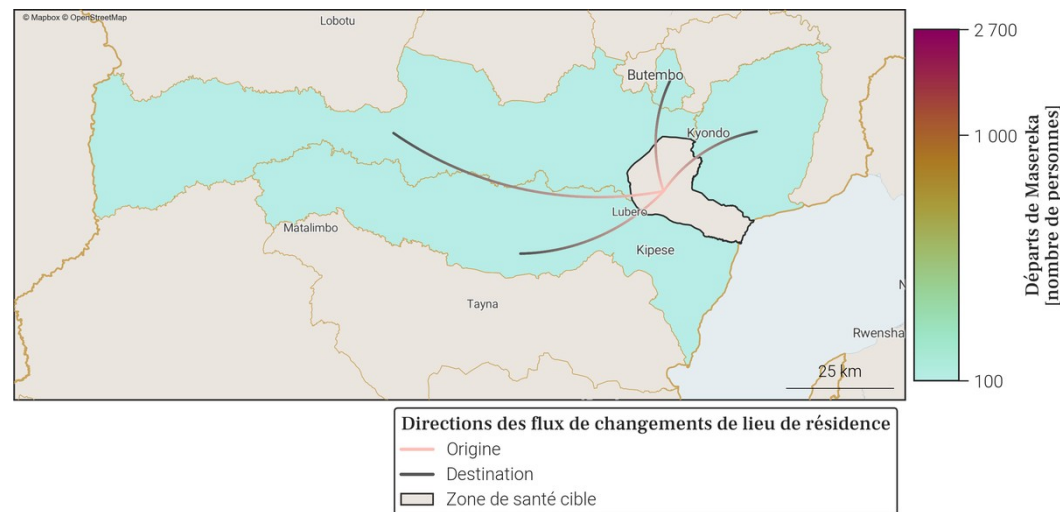 © Mapbox © OpenStreetMap
Lobotu
Butembo
Kyondo
Lubero
Matalimbo
Kipese
Tayna
N
Rwensha
25 km
2 700
1 000
100
Départs de Masereka
[nombre de personnes]
Directions des flux de changements de lieu de résidence
Origine
Destination
Zone de santé cible